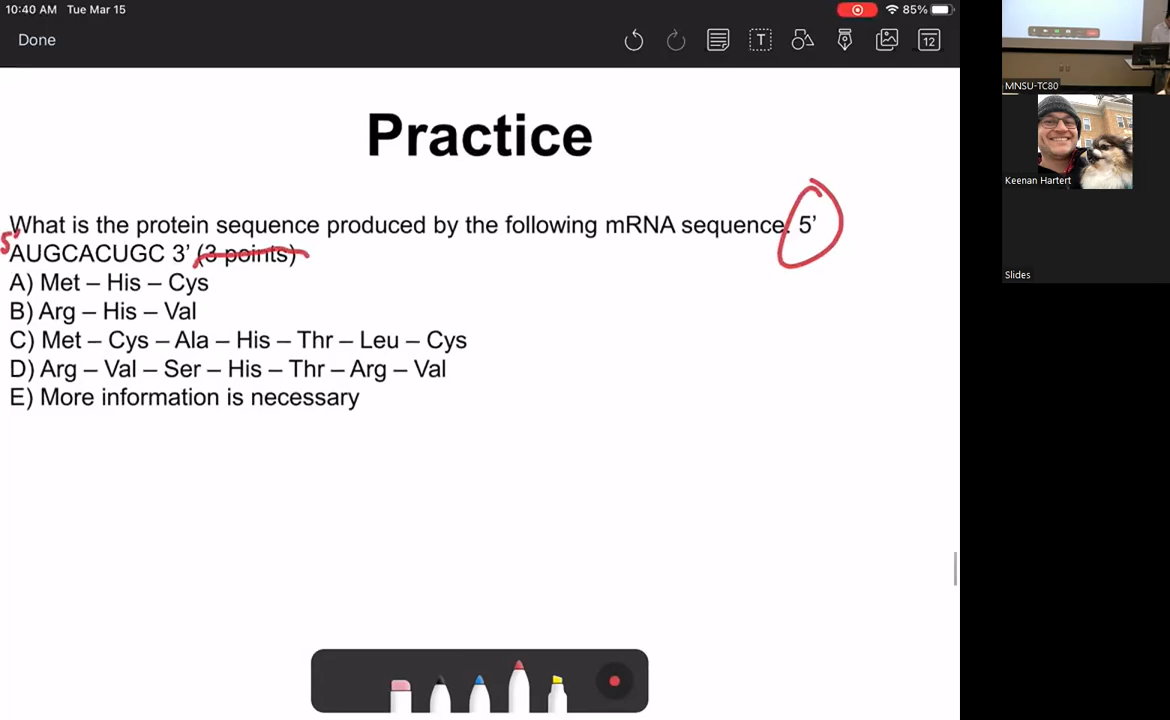 10:40 AM Tue Mar 15
85%
Done
T
12
Practice
What is the protein sequence produced by the following mRNA sequence. 5’
5'
AUGCACUGC 3’ (3 points)
A) Met – His – Cys
B) Arg – His – Val
C) Met – Cys – Ala – His – Thr – Leu – Cys
D) Arg – Val – Ser – His – Thr – Arg – Val
E) More information is necessary
MNSU-TC80
Keenan Hartert
Slides